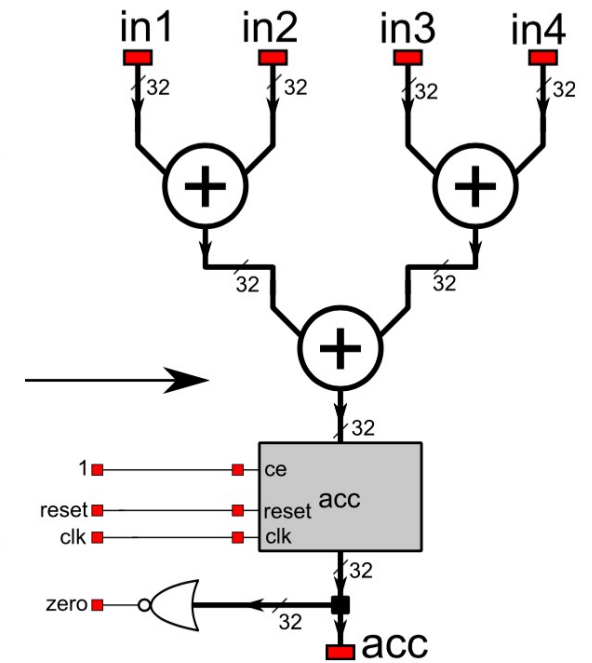 in1 in2 in3 in4
32 32 32 32
+ +
32 32
+
32
1 ce
acc
reset reset
clk clk
32
zero
32
acc